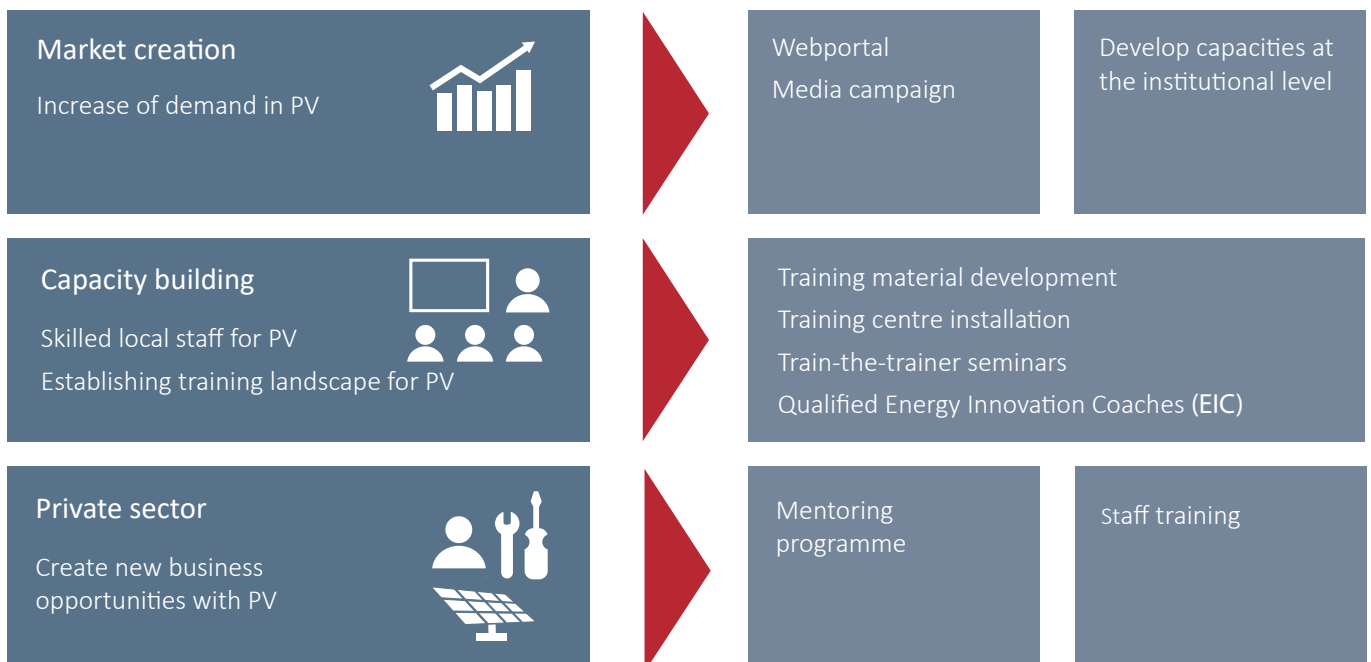 Market creation
Increase of demand in PV
Webportal
Media campaign
Develop capacities at
the institutional level
Capacity building
Skilled local staff for PV
Establishing training landscape for PV
Training material development
Training centre installation
Train-the-trainer seminars
Qualified Energy Innovation Coaches (EIC)
Private sector
Create new business
opportunities with PV
Mentoring
programme
Staff training